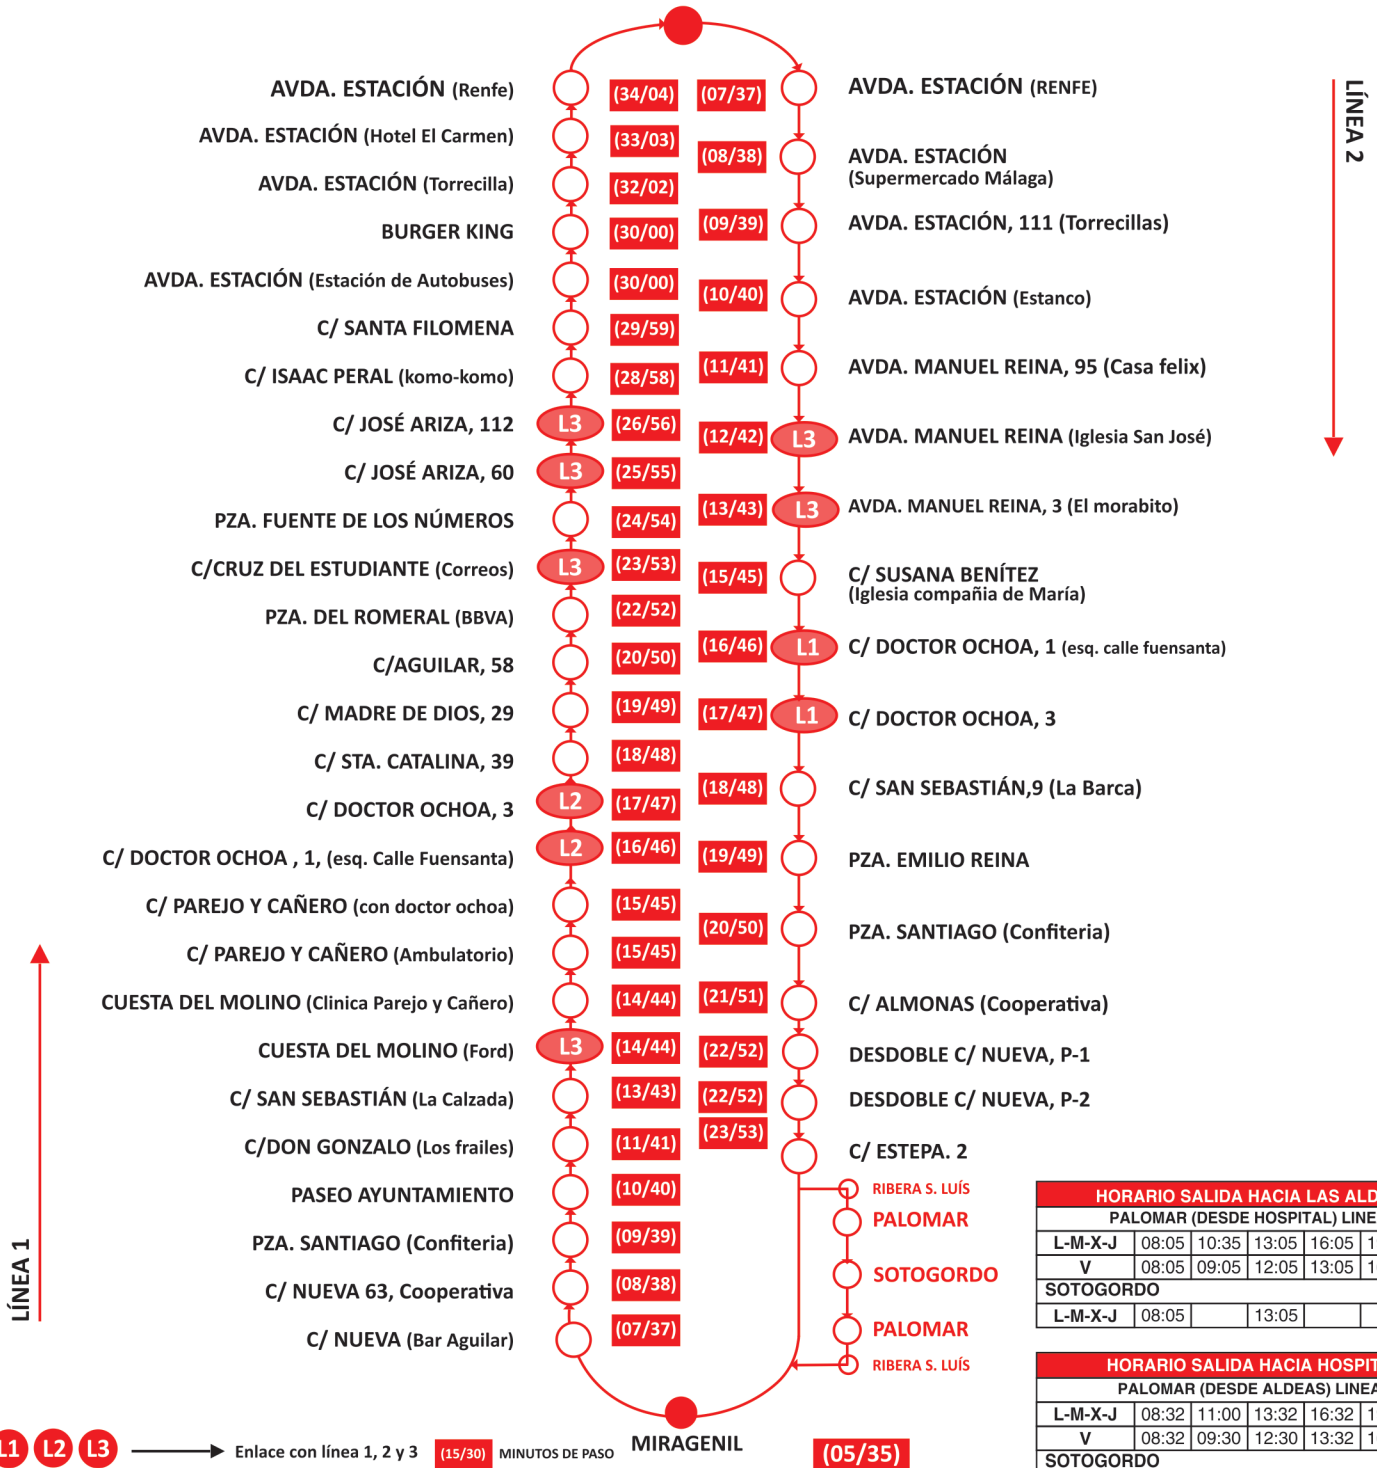 AVDA. ESTACIÓN (Renfe)
(34/04)
AVDA. ESTACIÓN (Hotel El Carmen)
(33/03)
AVDA. ESTACIÓN (Torrecilla)
(32/02)
BURGER KING
(30/00)
AVDA. ESTACIÓN (Estación de Autobuses)
(30/00)
C/ SANTA FILOMENA
(29/59)
C/ ISAAC PERAL (komo-komo)
(28/58)
C/ JOSÉ ARIZA, 112
L3
(26/56)
C/ JOSÉ ARIZA, 60
L3
(25/55)
PZA. FUENTE DE LOS NÚMEROS
(24/54)
C/CRUZ DEL ESTUDIANTE (Correos)
L3
(23/53)
PZA. DEL ROMERAL (BBVA)
(22/52)
C/AGUILAR, 58
(20/50)
C/ MADRE DE DIOS, 29
(19/49)
C/ STA. CATALINA, 39
(18/48)
C/ DOCTOR OCHOA, 3
L2
(17/47)
C/ DOCTOR OCHOA , 1, (esq. Calle Fuensanta)
L2
(16/46)
C/ PAREJO Y CAÑERO (con doctor ochoa)
(15/45)
C/ PAREJO Y CAÑERO (Ambulatorio)
(15/45)
CUESTA DEL MOLINO (Clinica Parejo y Cañero)
(14/44)
CUESTA DEL MOLINO (Ford)
L3
(14/44)
C/ SAN SEBASTIÁN (La Calzada)
(13/43)
C/DON GONZALO (Los frailes)
(11/41)
PASEO AYUNTAMIENTO
(10/40)
PZA. SANTIAGO (Confiteria)
(09/39)
C/ NUEVA 63, Cooperativa
(08/38)
C/ NUEVA (Bar Aguilar)
(07/37)
LÍNEA 1
LÍNEA 2
(07/37)
AVDA. ESTACIÓN (RENFE)
(08/38)
AVDA. ESTACIÓN
(Supermercado Málaga)
(09/39)
AVDA. ESTACIÓN, 111 (Torrecillas)
(10/40)
AVDA. ESTACIÓN (Estanco)
(11/41)
AVDA. MANUEL REINA, 95 (Casa felix)
(12/42)
L3
AVDA. MANUEL REINA (Iglesia San José)
(13/43)
L3
AVDA. MANUEL REINA, 3 (El morabito)
(15/45)
C/ SUSANA BENÍTEZ
(Iglesia compañia de María)
(16/46)
L1
C/ DOCTOR OCHOA, 1 (esq. calle fuensanta)
(17/47)
L1
C/ DOCTOR OCHOA, 3
(18/48)
C/ SAN SEBASTIÁN,9 (La Barca)
(19/49)
PZA. EMILIO REINA
(20/50)
PZA. SANTIAGO (Confiteria)
(21/51)
C/ ALMONAS (Cooperativa)
(22/52)
DESDOBLE C/ NUEVA, P-1
(22/52)
DESDOBLE C/ NUEVA, P-2
(23/53)
C/ ESTEPA. 2
RIBERA S. LUÍS
PALOMAR
SOTOGORDO
PALOMAR
RIBERA S. LUÍS
MIRAGENIL
HORARIO SALIDA HACIA LAS ALD
PALOMAR (DESDE HOSPITAL) LINE
L-M-X-J 08:05 10:35 13:05 16:05 1
V 08:05 09:05 12:05 13:05 1
SOTOGORDO
L-M-X-J 08:05 13:05
HORARIO SALIDA HACIA HOSPIT
PALOMAR (DESDE ALDEAS) LINEA
L-M-X-J 08:32 11:00 13:32 16:32 1
V 08:32 09:30 12:30 13:32 1
SOTOGORDO
L1 L2 L3 Enlace con línea 1, 2 y 3 (15/30) MINUTOS DE PASO
(05/35)